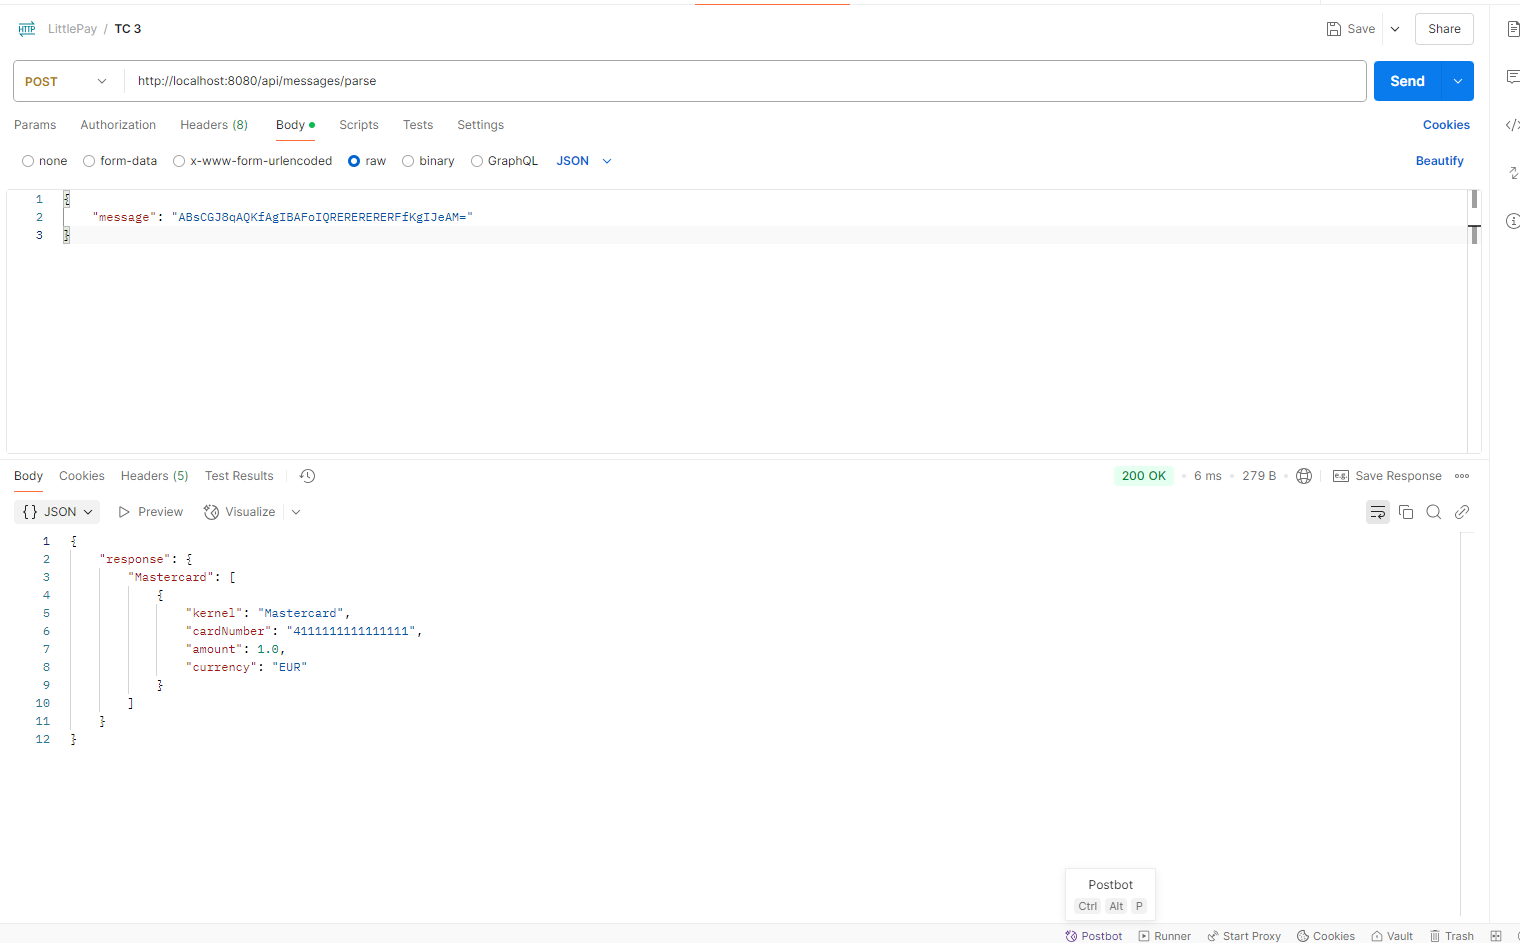 HTTP LittlePay / TC 3 Save Share
POST http://localhost:8080/api/messages/parse Send
Params Authorization Headers (8) Body Scripts Tests Settings Cookies
none form-data x-www-form-urlencoded raw binary GraphQL JSON Beautify
1 {
2 "message": "ABsCGJ8qAQKfAgIBAFoIQRERERERERFfKgIJeAM="
3 }
Body Cookies Headers (5) Test Results 200 OK 6 ms 279 B e.g. Save Response
{} JSON Preview Visualize
1 {
2 "response": {
3 "Mastercard": [
4 {
5 "kernel": "Mastercard",
6 "cardNumber": "4111111111111111",
7 "amount": 1.0,
8 "currency": "EUR"
9 }
10 ]
11 }
12 }
Postbot
Ctrl Alt P
Postbot Runner Start Proxy Cookies Vault Trash